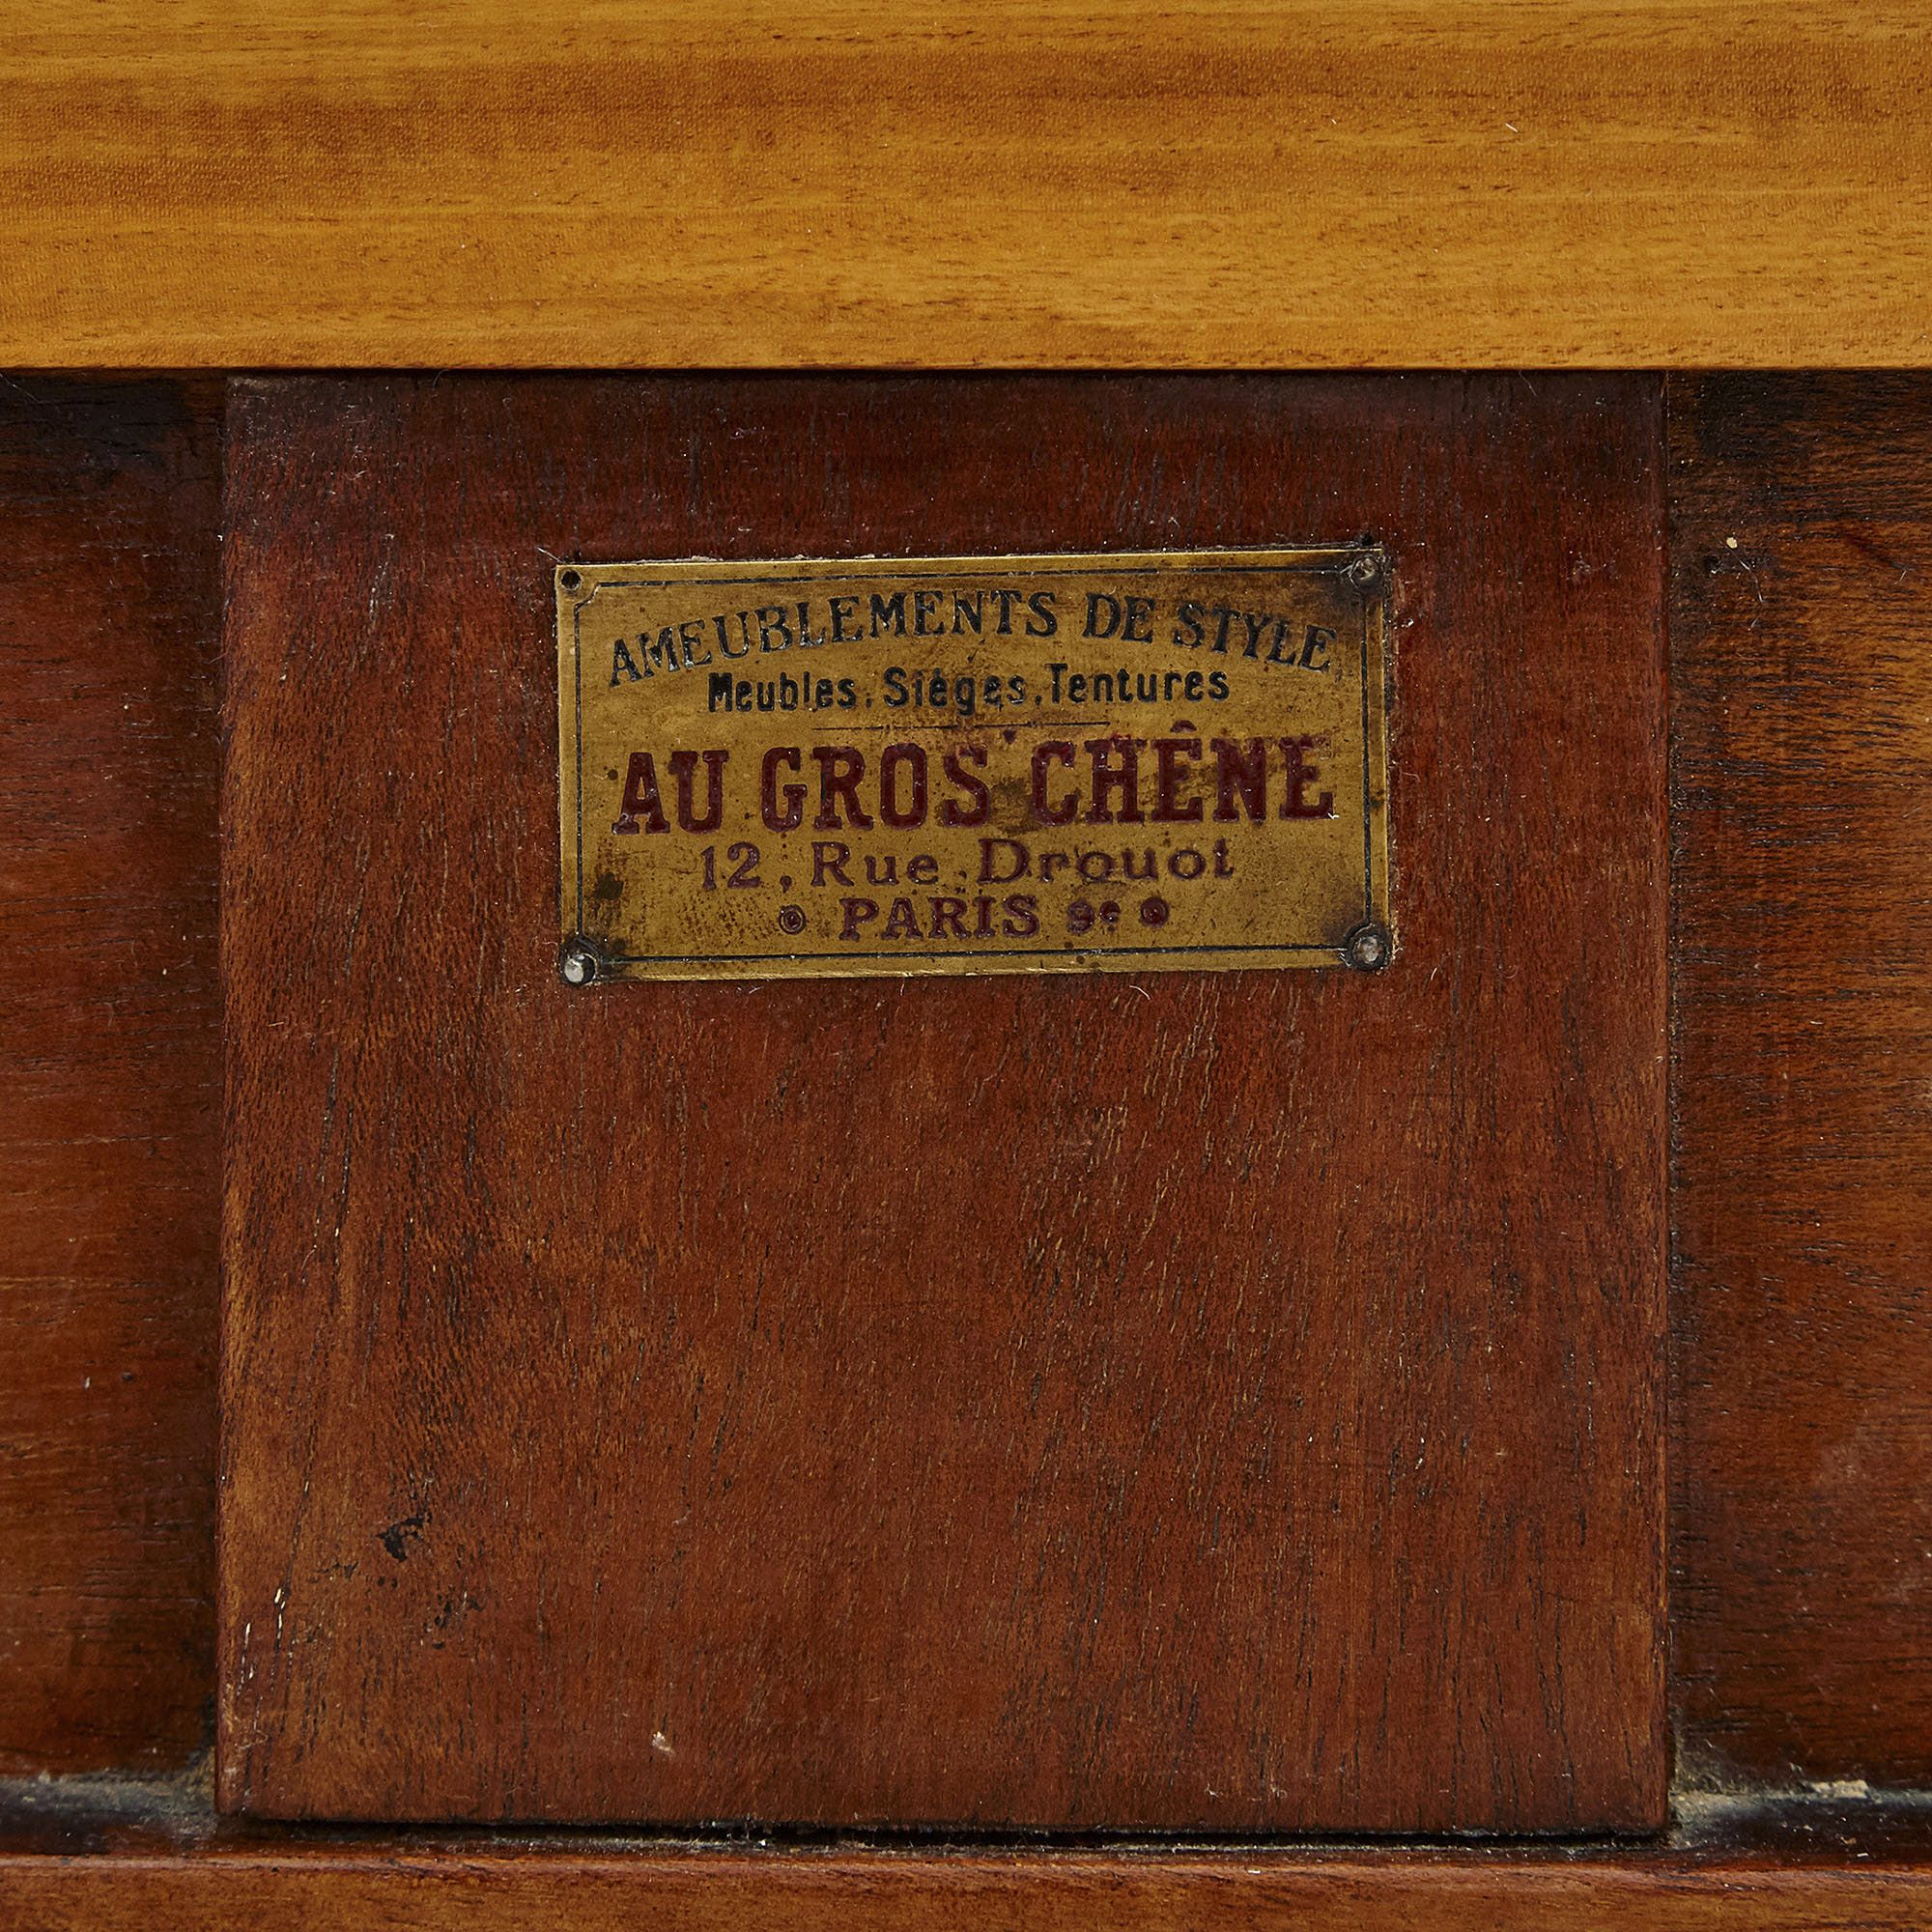 AMEUBLEMENTS DE STYLE
Meubles, Sièges, Tentures
AU GROS CHÊNE
12, Rue Drouot
PARIS 9e